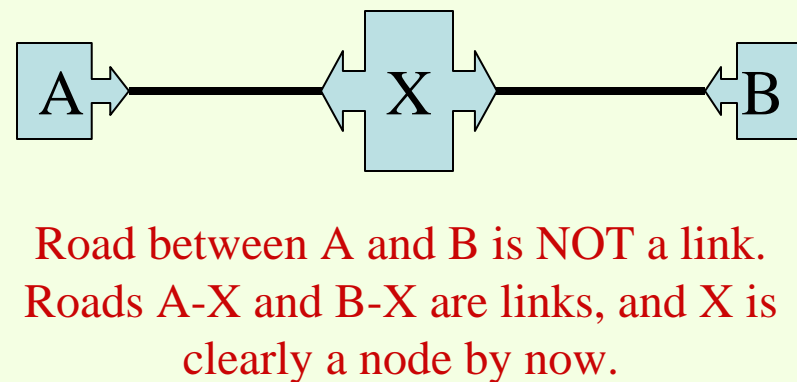 A X B
Road between A and B is NOT a link.
Roads A-X and B-X are links, and X is
clearly a node by now.